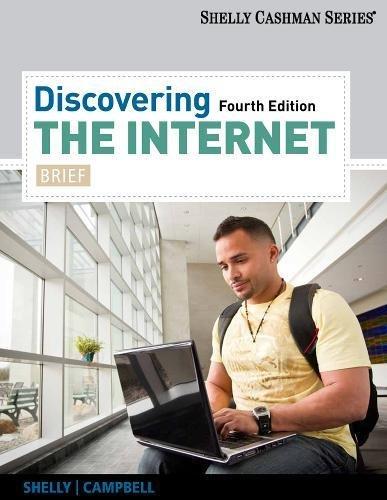 SHELLY CASHMAN SERIES®
Discovering Fourth Edition
THE INTERNET
BRIEF
SHELLY | CAMPBELL